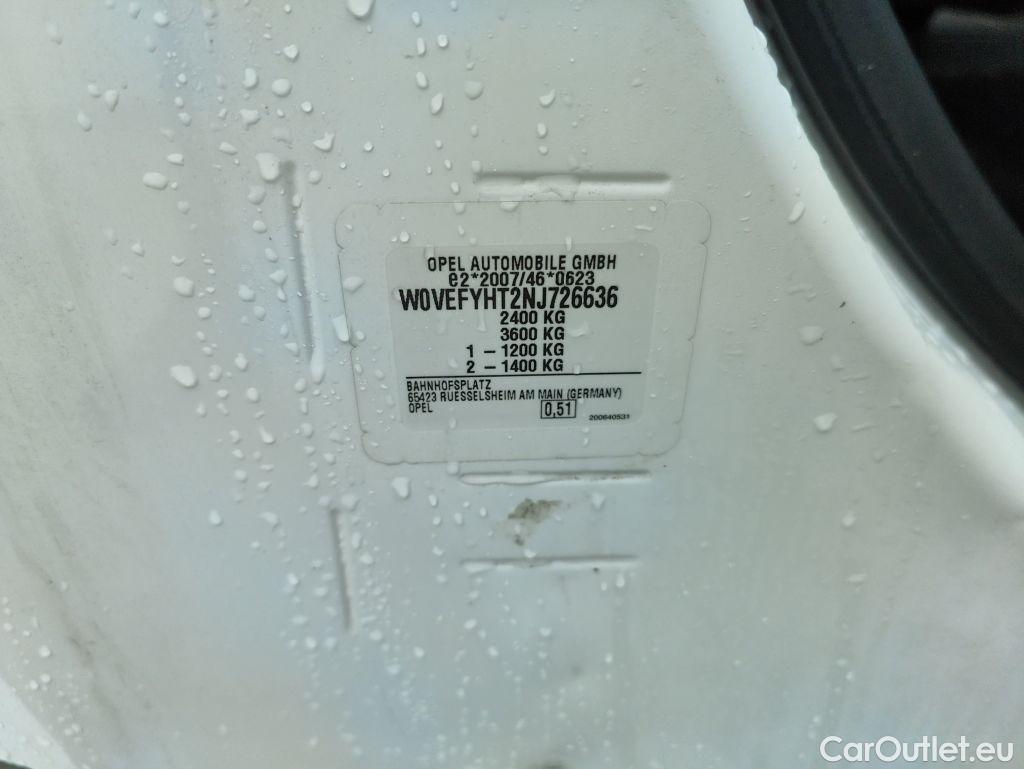 OPEL AUTOMOBILE GMBH
e2*2007/46*0623
W0VEFYHT2NJ726636
2400 KG
3600 KG
1 - 1200 KG
2 - 1400 KG
BAHNHOFSPLATZ
65423 RUESSELSHEIM AM MAIN (GERMANY)
OPEL 0,51 200640531
CarOutlet.eu